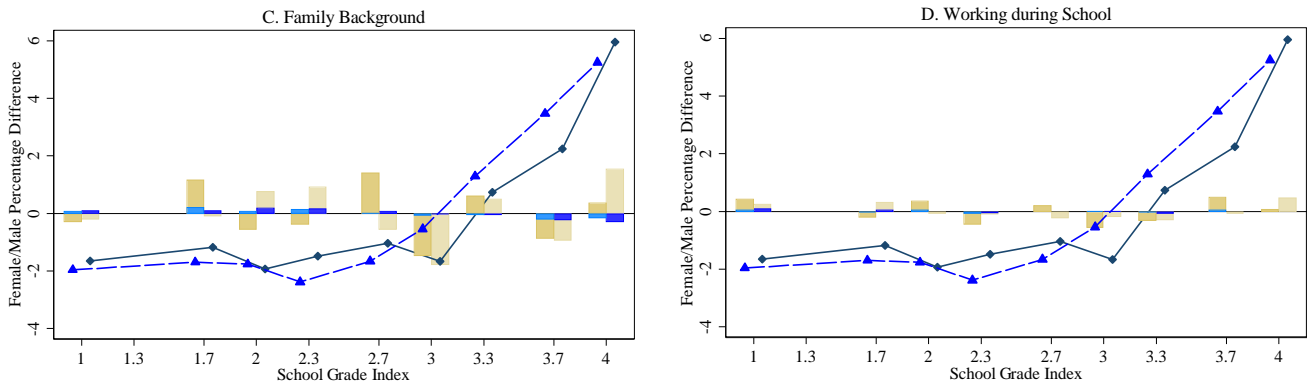 C. Family Background
Female/Male Percentage Difference
6
4
2
0
-2
-4
1 1.3 1.7 2 2.3 2.7 3 3.3 3.7 4
School Grade Index
D. Working during School
Female/Male Percentage Difference
6
4
2
0
-2
-4
1 1.3 1.7 2 2.3 2.7 3 3.3 3.7 4
School Grade Index